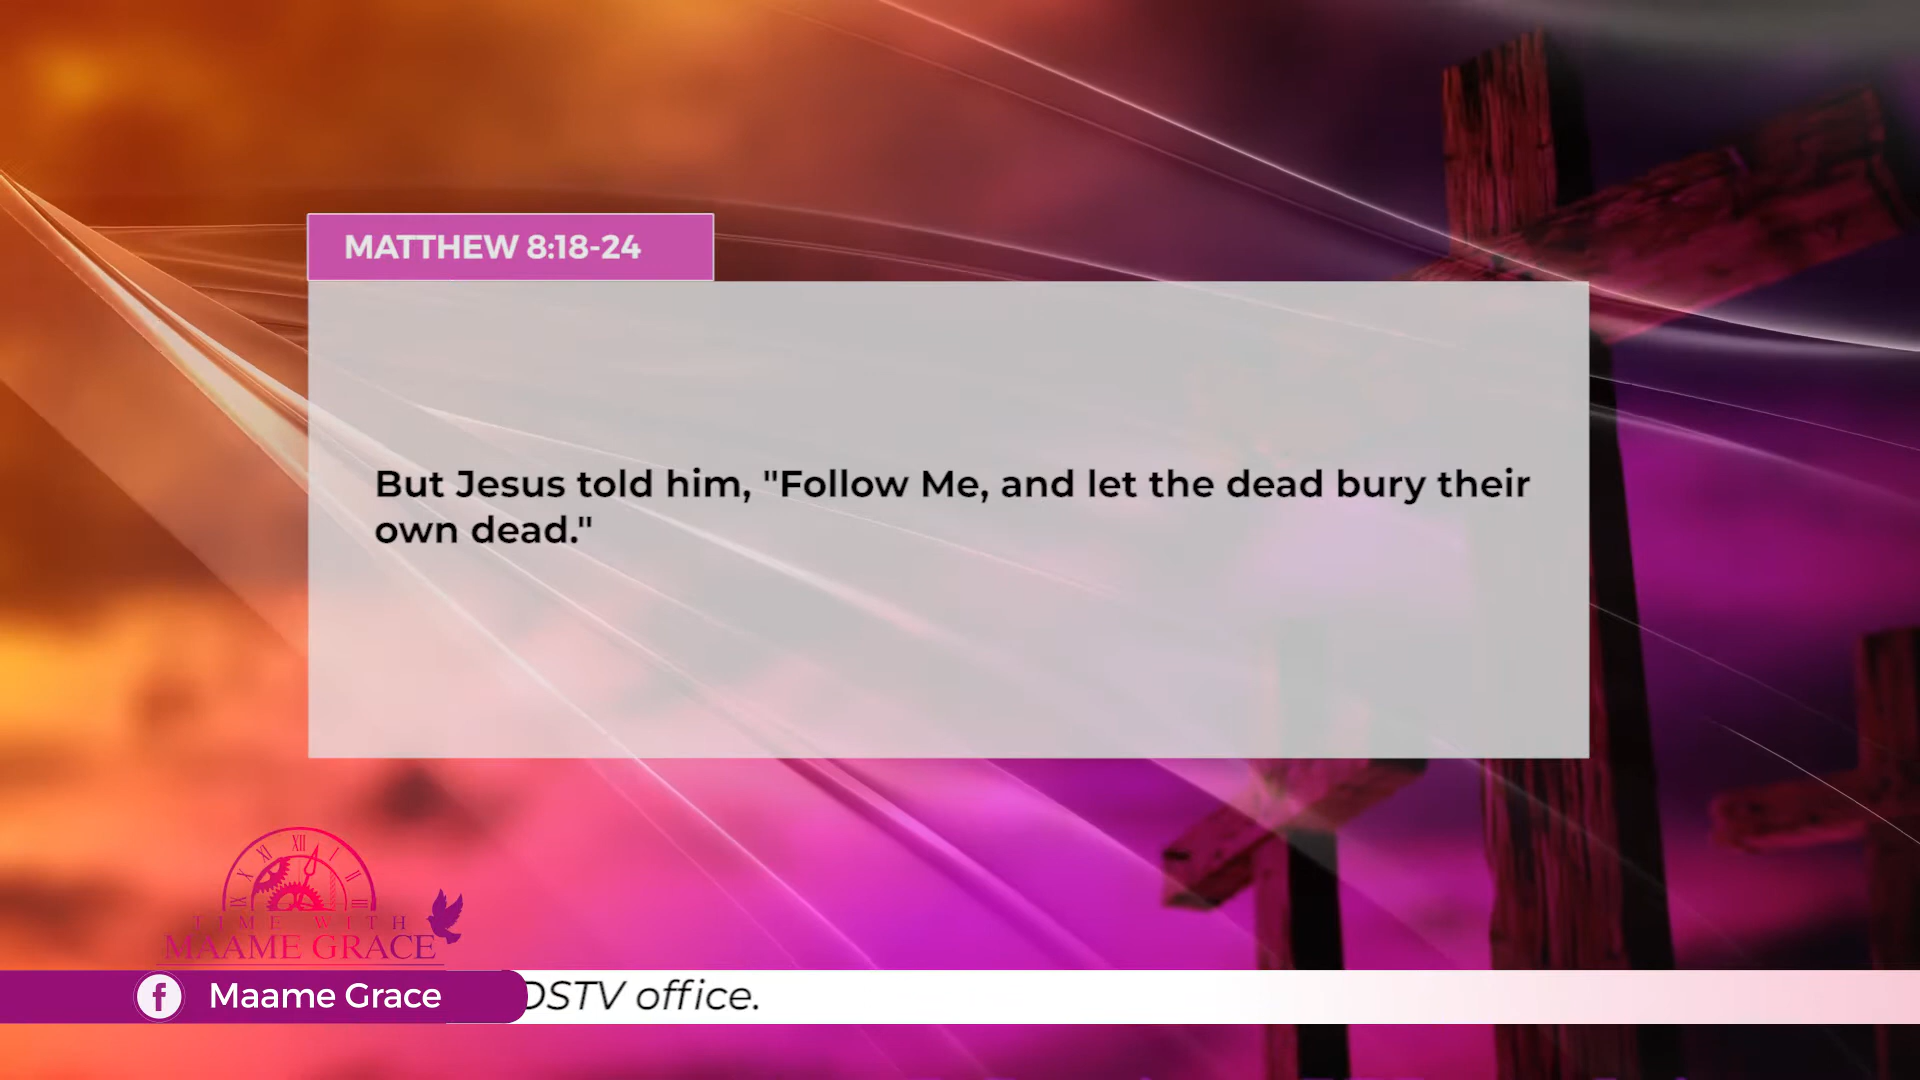 MATTHEW 8:18-24
But Jesus told him, "Follow Me, and let the dead bury their
own dead."
XII
TIME WITH
MAAME GRACE
Maame Grace
DSTV office.